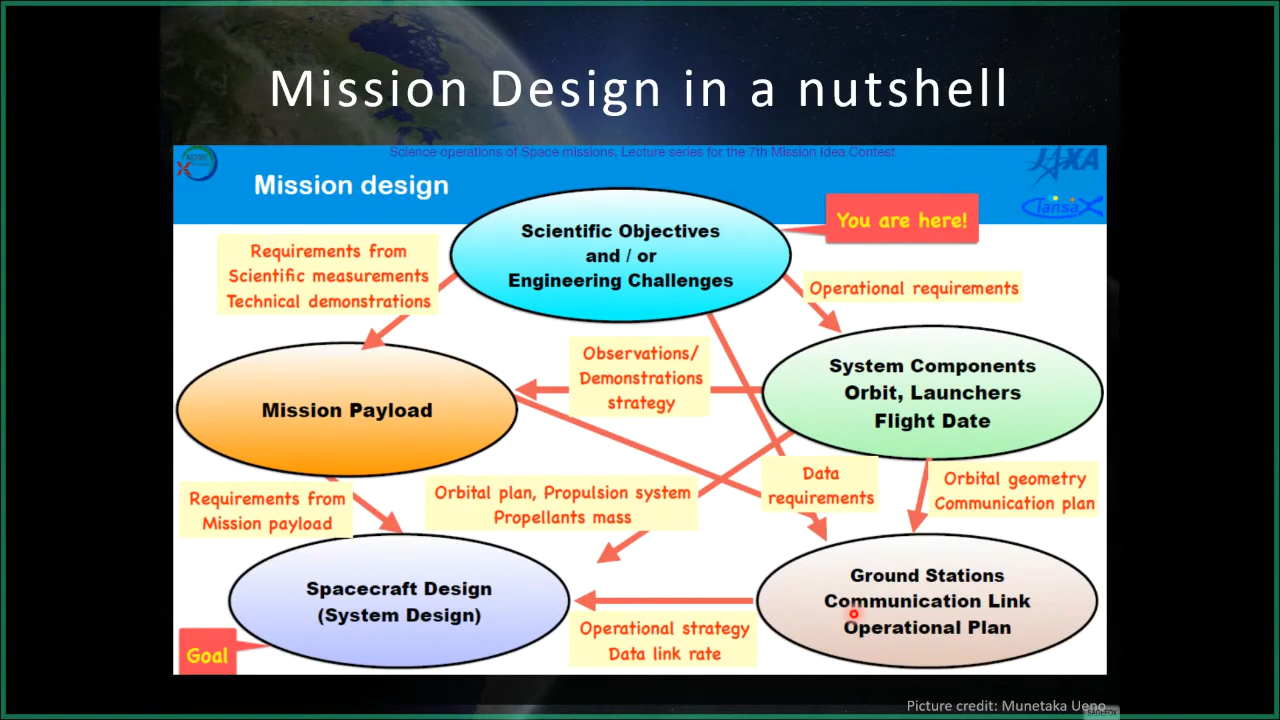 Mission Design in a nutshell
Science operations of Space missions, Lecture series for the 7th Mission Idea Contest
JAXA
Mission design
TansaX
Scientific Objectives
and / or
Engineering Challenges
You are here!
Requirements from
Scientific measurements
Technical demonstrations
Operational requirements
Observations/
Demonstrations
strategy
System Components
Orbit, Launchers
Flight Date
Mission Payload
Data
requirements
Orbital geometry
Communication plan
Orbital plan, Propulsion system
Propellants mass
Requirements from
Mission payload
Spacecraft Design
(System Design)
Ground Stations
Communication Link
Operational Plan
Operational strategy
Data link rate
Goal
Picture credit: Munetaka Ueno
SAGEFOX